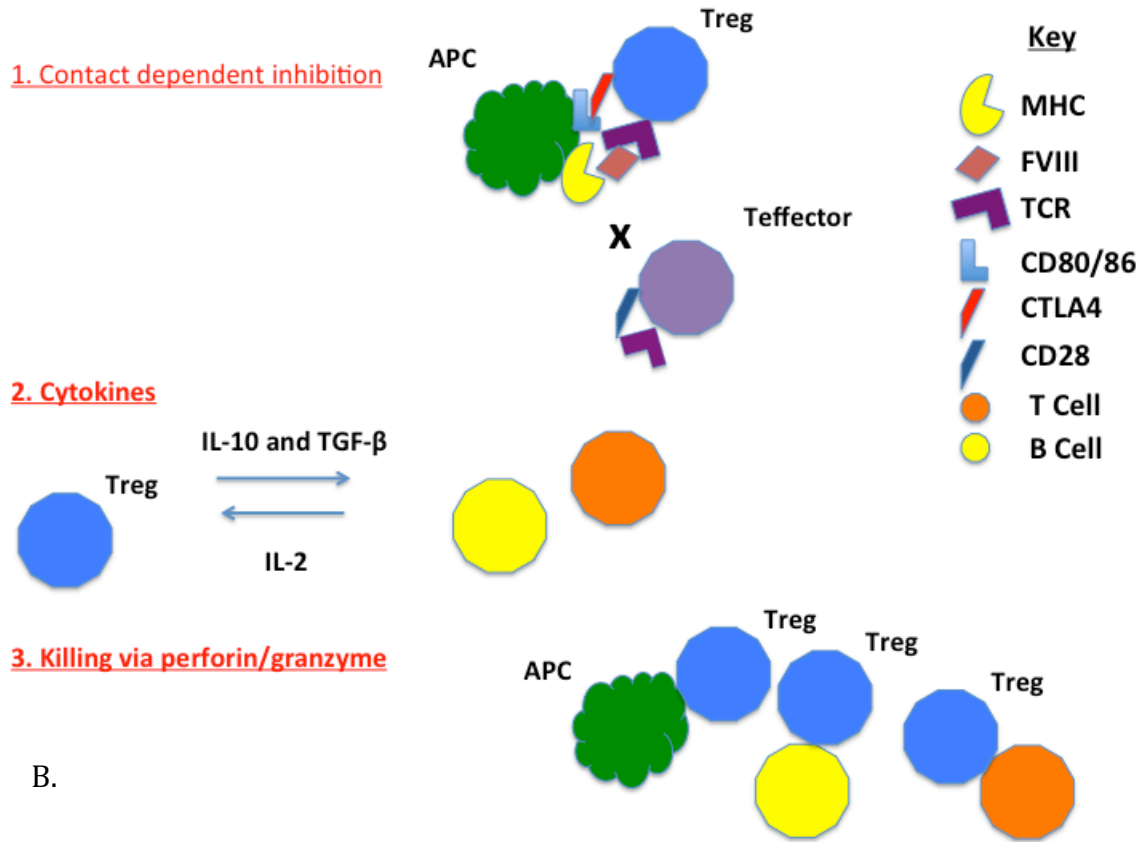 Treg
Key
APC
1. Contact dependent inhibition
MHC
FVIII
TCR
Teffector
X
CD80/86
CTLA4
CD28
2. Cytokines
T Cell
IL-10 and TGF-β
B Cell
Treg
IL-2
Treg
Treg
3. Killing via perforin/granzyme
APC
Treg
B.